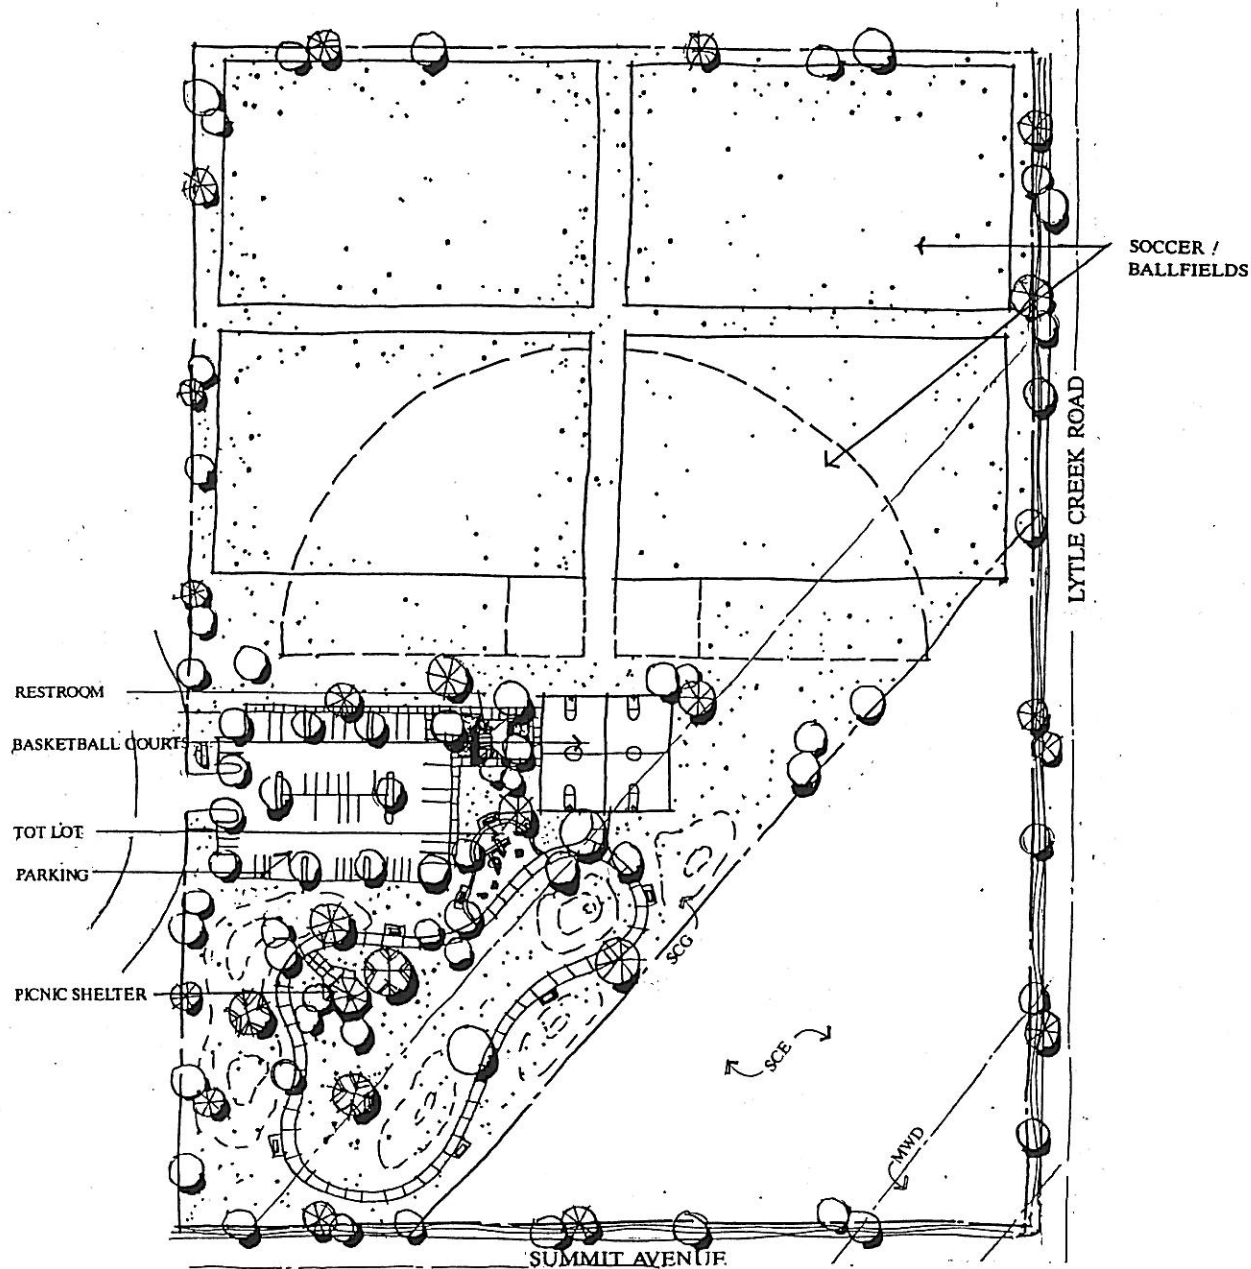 SOCCER /
BALLFIELDS
LYTLE CREEK ROAD
RESTROOM
BASKETBALL COURTS
TOT LOT
PARKING
SCG
PICNIC SHELTER
SCE
MWD
SUMMIT AVENUE